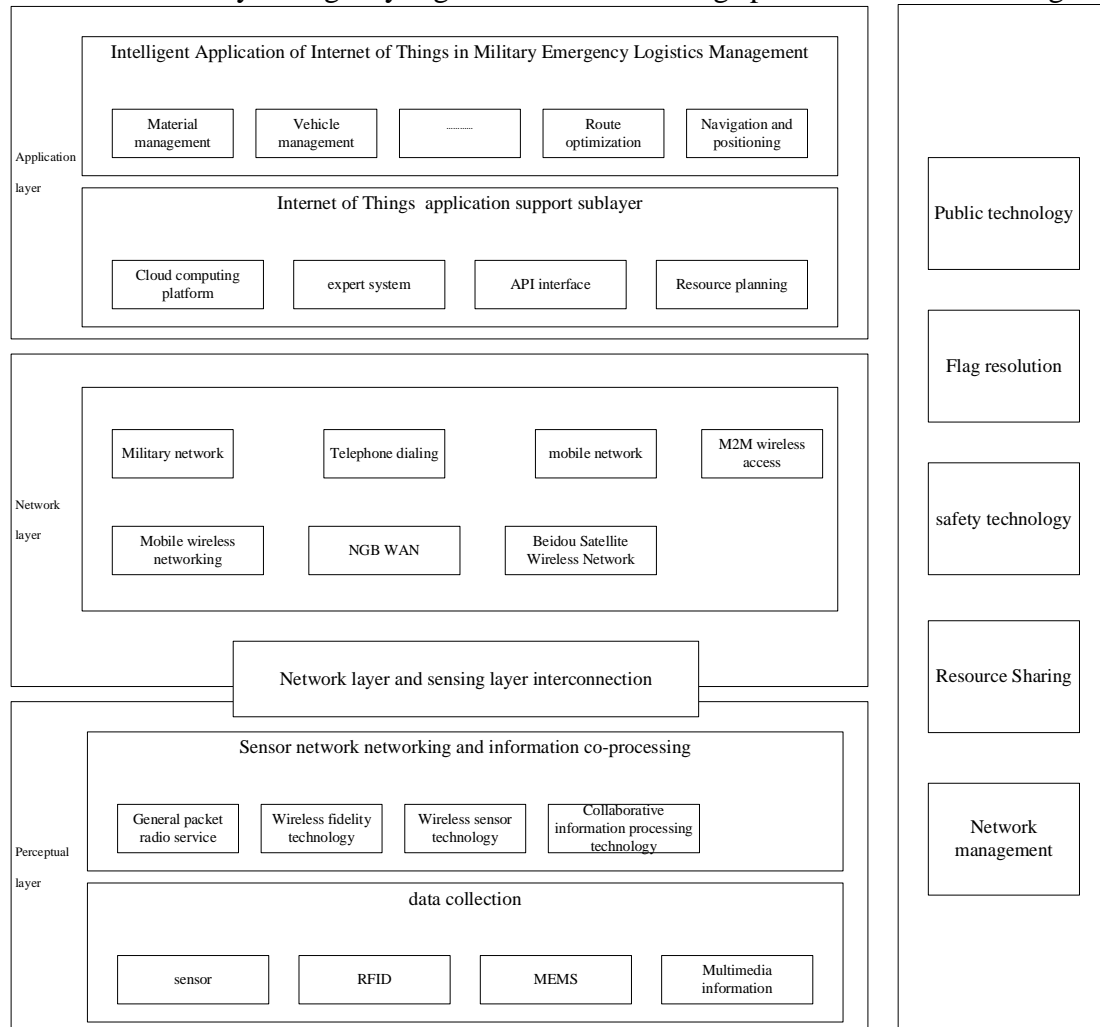 Intelligent Application of Internet of Things in Military Emergency Logistics Management
Material
management
Vehicle
management
............
Route
optimization
Navigation and
positioning
Application
layer
Internet of Things application support sublayer
Cloud computing
platform
expert system
API interface
Resource planning
Military network
Telephone dialing
mobile network
M2M wireless
access
Network
layer
Mobile wireless
networking
NGB WAN
Beidou Satellite
Wireless Network
Network layer and sensing layer interconnection
Sensor network networking and information co-processing
General packet
radio service
Wireless fidelity
technology
Wireless sensor
technology
Collaborative
information processing
technology
Perceptual
layer
data collection
sensor
RFID
MEMS
Multimedia
information
Public technology
Flag resolution
safety technology
Resource Sharing
Network
management